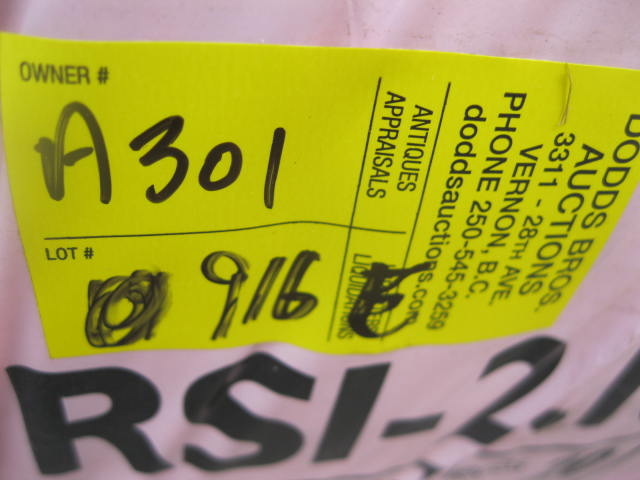 OWNER #
A301
LOT #
916 E
ANTIQUES
APPRAISALS
LIQUIDATIONS
DODDS BROS.
AUCTIONS
3311 - 28TH AVE.
VERNON, B.C.
PHONE 250-545-3259
doddsauctions.com
RSI-2.1